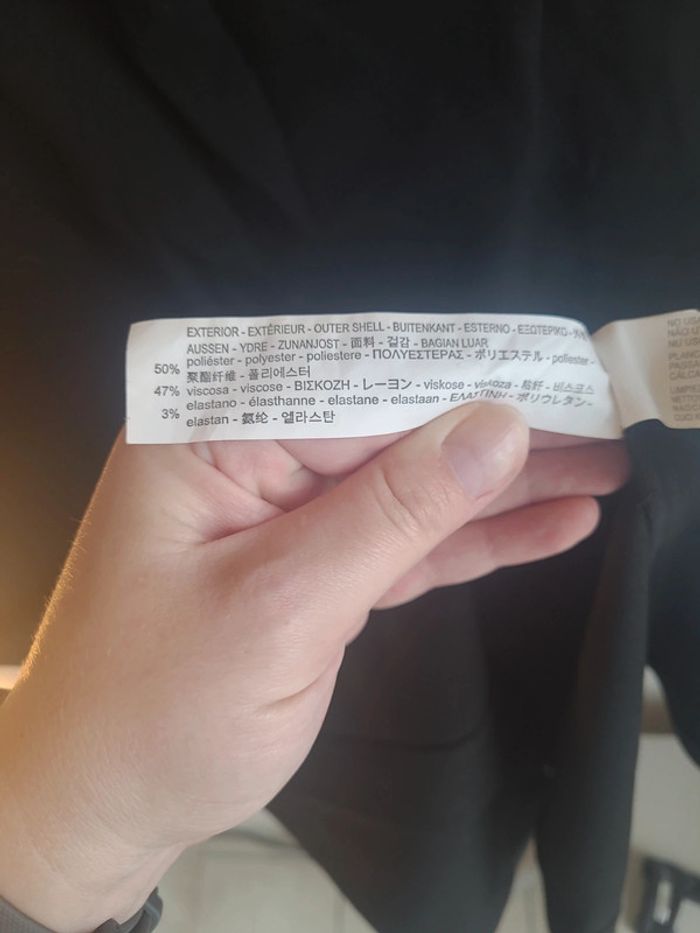 EXTERIOR - EXTÉRIEUR - OUTER SHELL - BUITENKANT - ESTERNO - ΕΞΩΤΕΡΙΚΟ -
AUSSEN - YDRE - ZUNANJOST - 面料 - 겉감 - BAGIAN LUAR
50% poliéster - polyester - poliestere - ΠΟΛΥΕΣΤΕΡΑΣ - ポリエステル - poliester -
聚酯纤维 - 폴리에스터
47% viscosa - viscose - ΒΙΣΚΟΖΗ - レーヨン - viskose - viskoza - 粘纤 - 비스코스
3% elastano - élasthanne - elastane - elastaan - ΕΛΑΣΤΙΝΗ - ポリウレタン -
elastan - 氨纶 - 엘라스탄